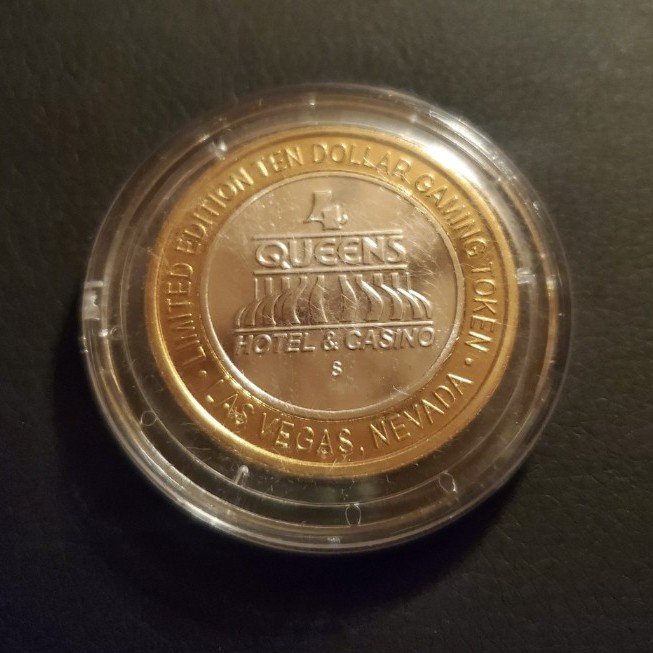 LIMITED EDITION TEN DOLLAR GAMING TOKEN
4
QUEENS
HOTEL & CASINO
S
• LAS VEGAS, NEVADA •